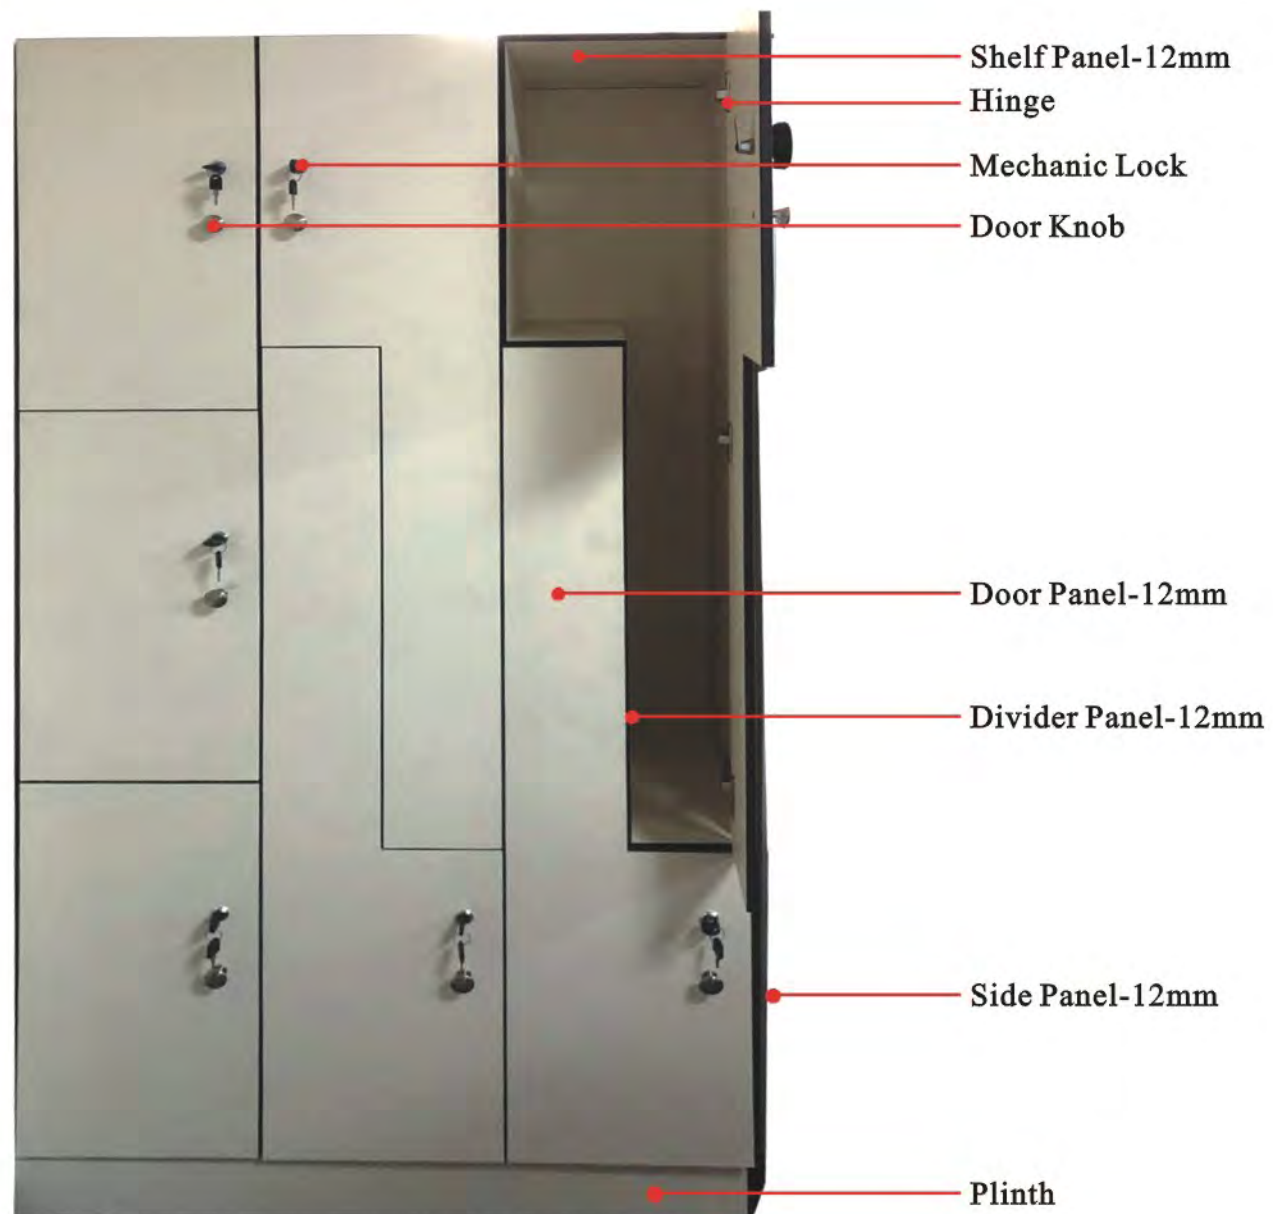 Shelf Panel-12mm
Hinge
Mechanic Lock
Door Knob
Door Panel-12mm
Divider Panel-12mm
Side Panel-12mm
Plinth